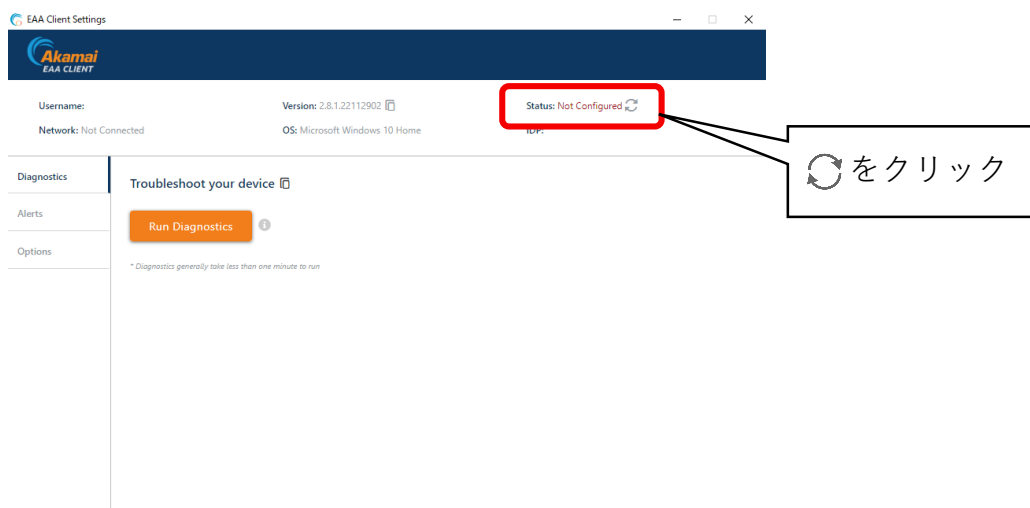 EAA Client Settings
Akamai
EAA CLIENT
Username:
Version: 2.8.1.22112902
Status: Not Configured
Network: Not Connected
OS: Microsoft Windows 10 Home
IDP:
をクリック
Diagnostics
Troubleshoot your device
Alerts
Run Diagnostics
Options
* Diagnostics generally take less than one minute to run